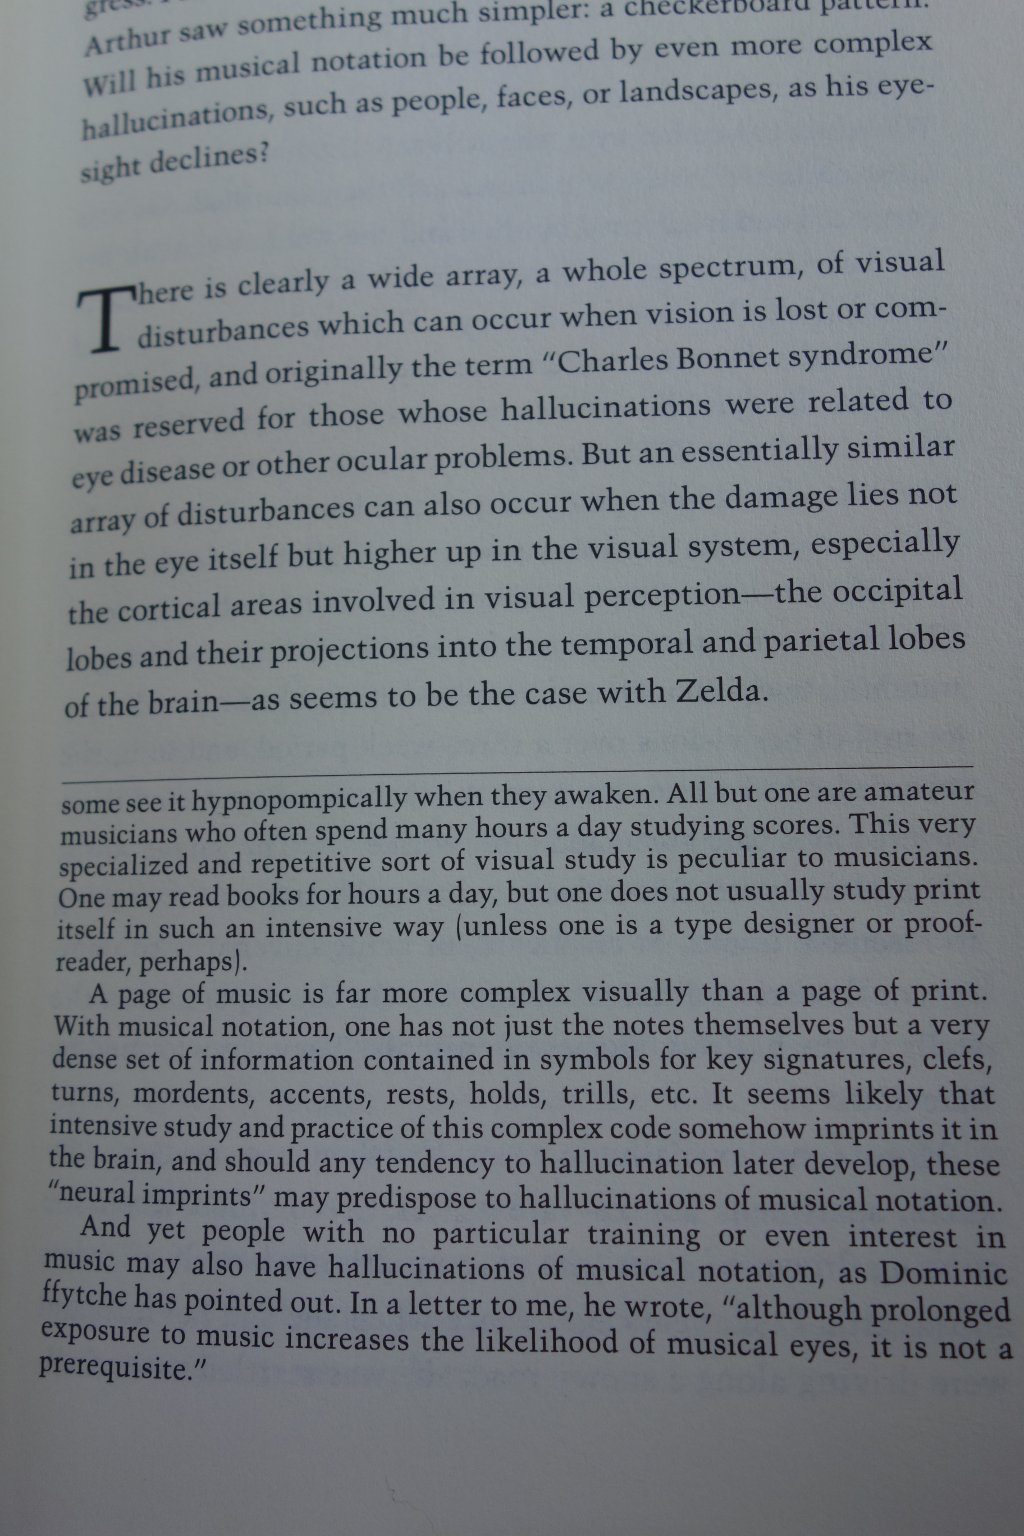 Arthur saw something much simpler: a checkerboard pattern.
Will his musical notation be followed by even more complex
hallucinations, such as people, faces, or landscapes, as his eye-
sight declines?
There is clearly a wide array, a whole spectrum, of visual
disturbances which can occur when vision is lost or com-
promised, and originally the term “Charles Bonnet syndrome”
was reserved for those whose hallucinations were related to
eye disease or other ocular problems. But an essentially similar
array of disturbances can also occur when the damage lies not
in the eye itself but higher up in the visual system, especially
the cortical areas involved in visual perception—the occipital
lobes and their projections into the temporal and parietal lobes
of the brain—as seems to be the case with Zelda.
some see it hypnopompically when they awaken. All but one are amateur
musicians who often spend many hours a day studying scores. This very
specialized and repetitive sort of visual study is peculiar to musicians.
One may read books for hours a day, but one does not usually study print
itself in such an intensive way (unless one is a type designer or proof-
reader, perhaps).
A page of music is far more complex visually than a page of print.
With musical notation, one has not just the notes themselves but a very
dense set of information contained in symbols for key signatures, clefs,
turns, mordents, accents, rests, holds, trills, etc. It seems likely that
intensive study and practice of this complex code somehow imprints it in
the brain, and should any tendency to hallucination later develop, these
“neural imprints” may predispose to hallucinations of musical notation.
And yet people with no particular training or even interest in
music may also have hallucinations of musical notation, as Dominic
ffytche has pointed out. In a letter to me, he wrote, “although prolonged
exposure to music increases the likelihood of musical eyes, it is not a
prerequisite.”